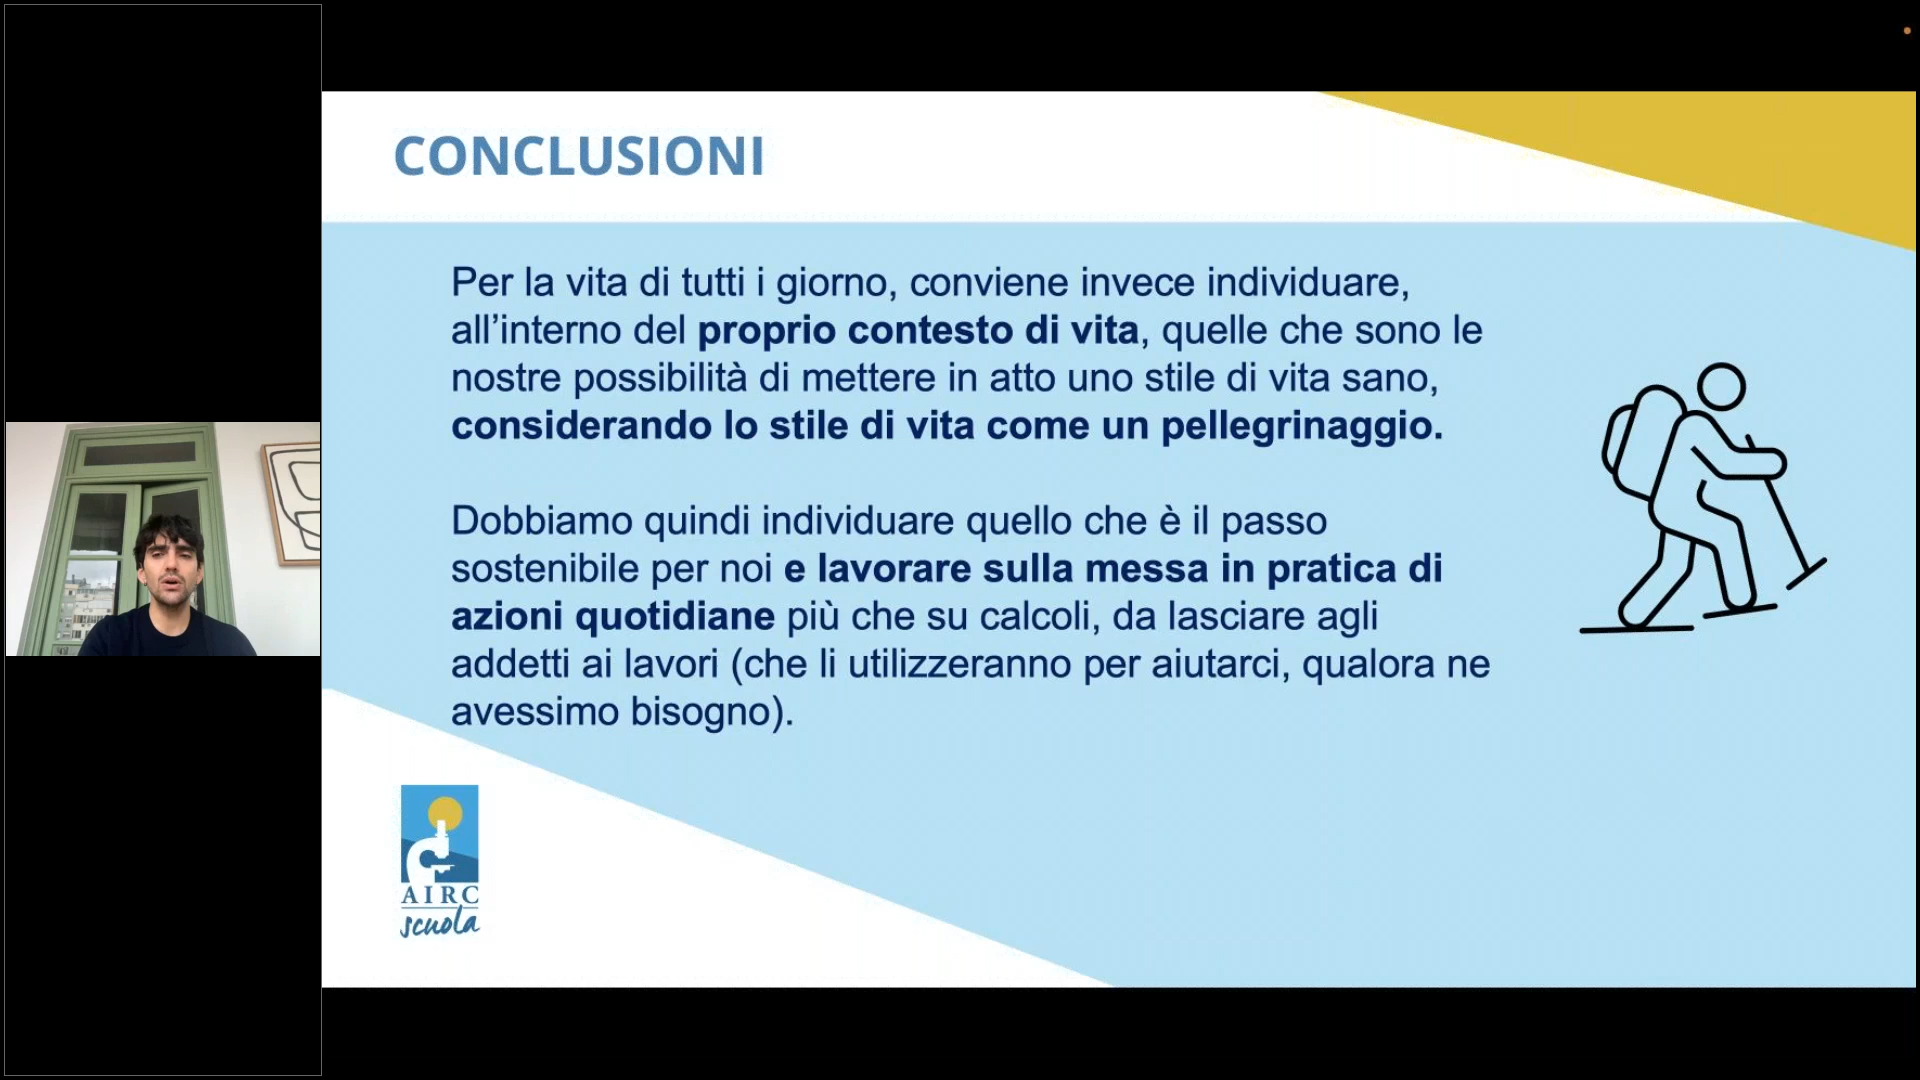 CONCLUSIONI
Per la vita di tutti i giorno, conviene invece individuare,
all’interno del proprio contesto di vita, quelle che sono le
nostre possibilità di mettere in atto uno stile di vita sano,
considerando lo stile di vita come un pellegrinaggio.
Dobbiamo quindi individuare quello che è il passo
sostenibile per noi e lavorare sulla messa in pratica di
azioni quotidiane più che su calcoli, da lasciare agli
addetti ai lavori (che li utilizzeranno per aiutarci, qualora ne
avessimo bisogno).
AIRC
scuola